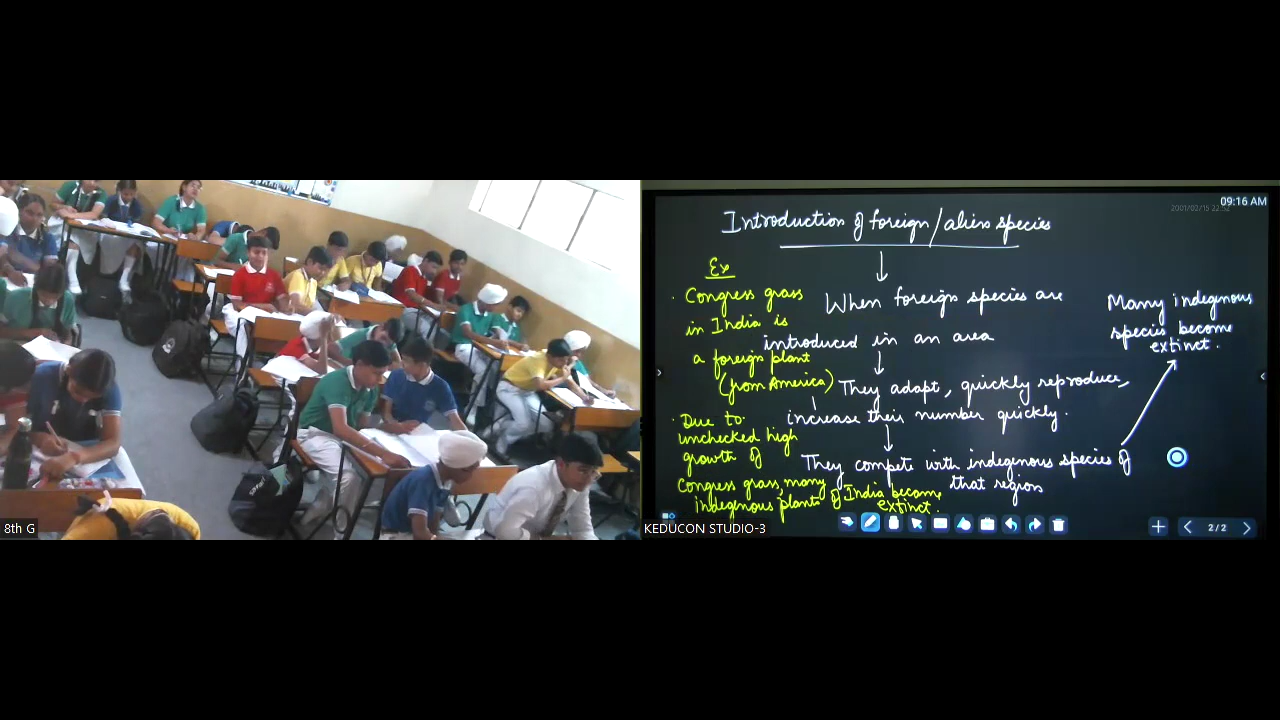 09:16 AM
Introduction of foreign/alien species
Ex
. Congress grass
in India is
a foreign plant
(from America)
. Due to
unchecked high
growth of
Congress grass, many
indegenous plants of India become
extinct.
When foreign species are
introduced in an area
They adapt, quickly reproduce,
increase their number quickly.
They compete with indegenous species of
that region
Many indegenous
species become
extinct.
2/2
8th G
KEDUCON STUDIO-3